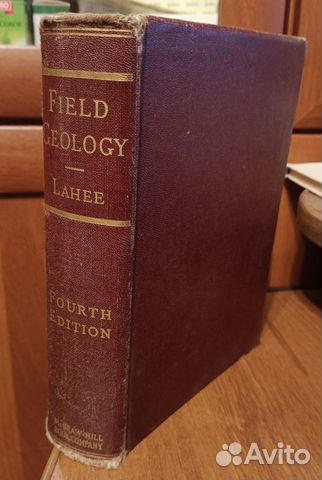 FIELD
GEOLOGY
LAHEE
FOURTH
EDITION
McGRAW-HILL
BOOK COMPANY
Avito